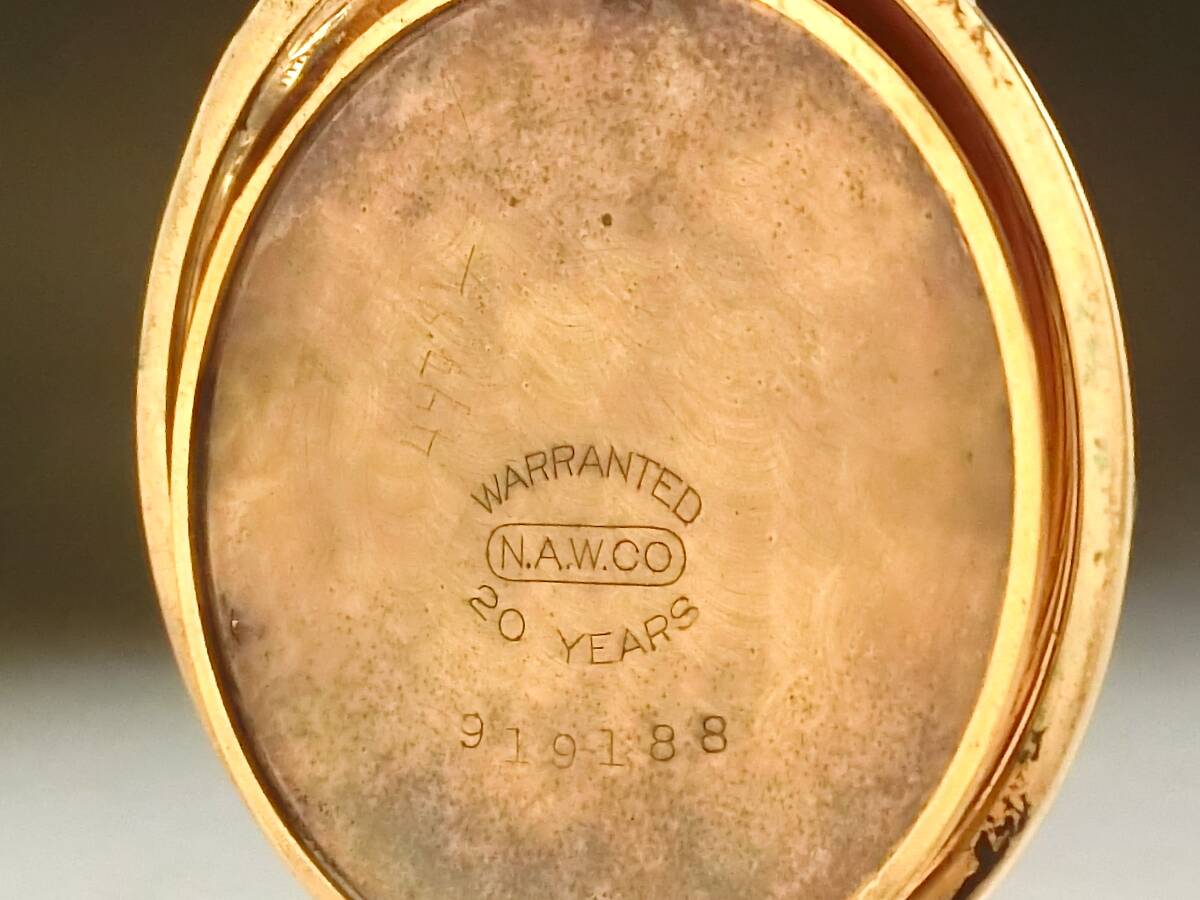 WARRANTED
N.A.W.CO
20 YEARS
919188